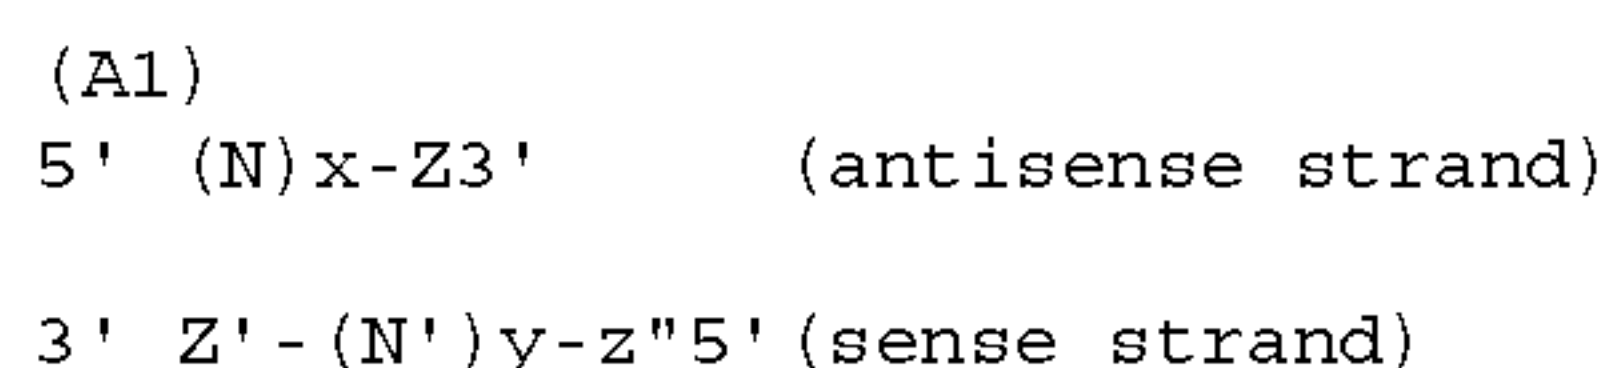 (A1)
5' (N)x-Z3' (antisense strand)
3' Z'-(N')y-z"5' (sense strand)